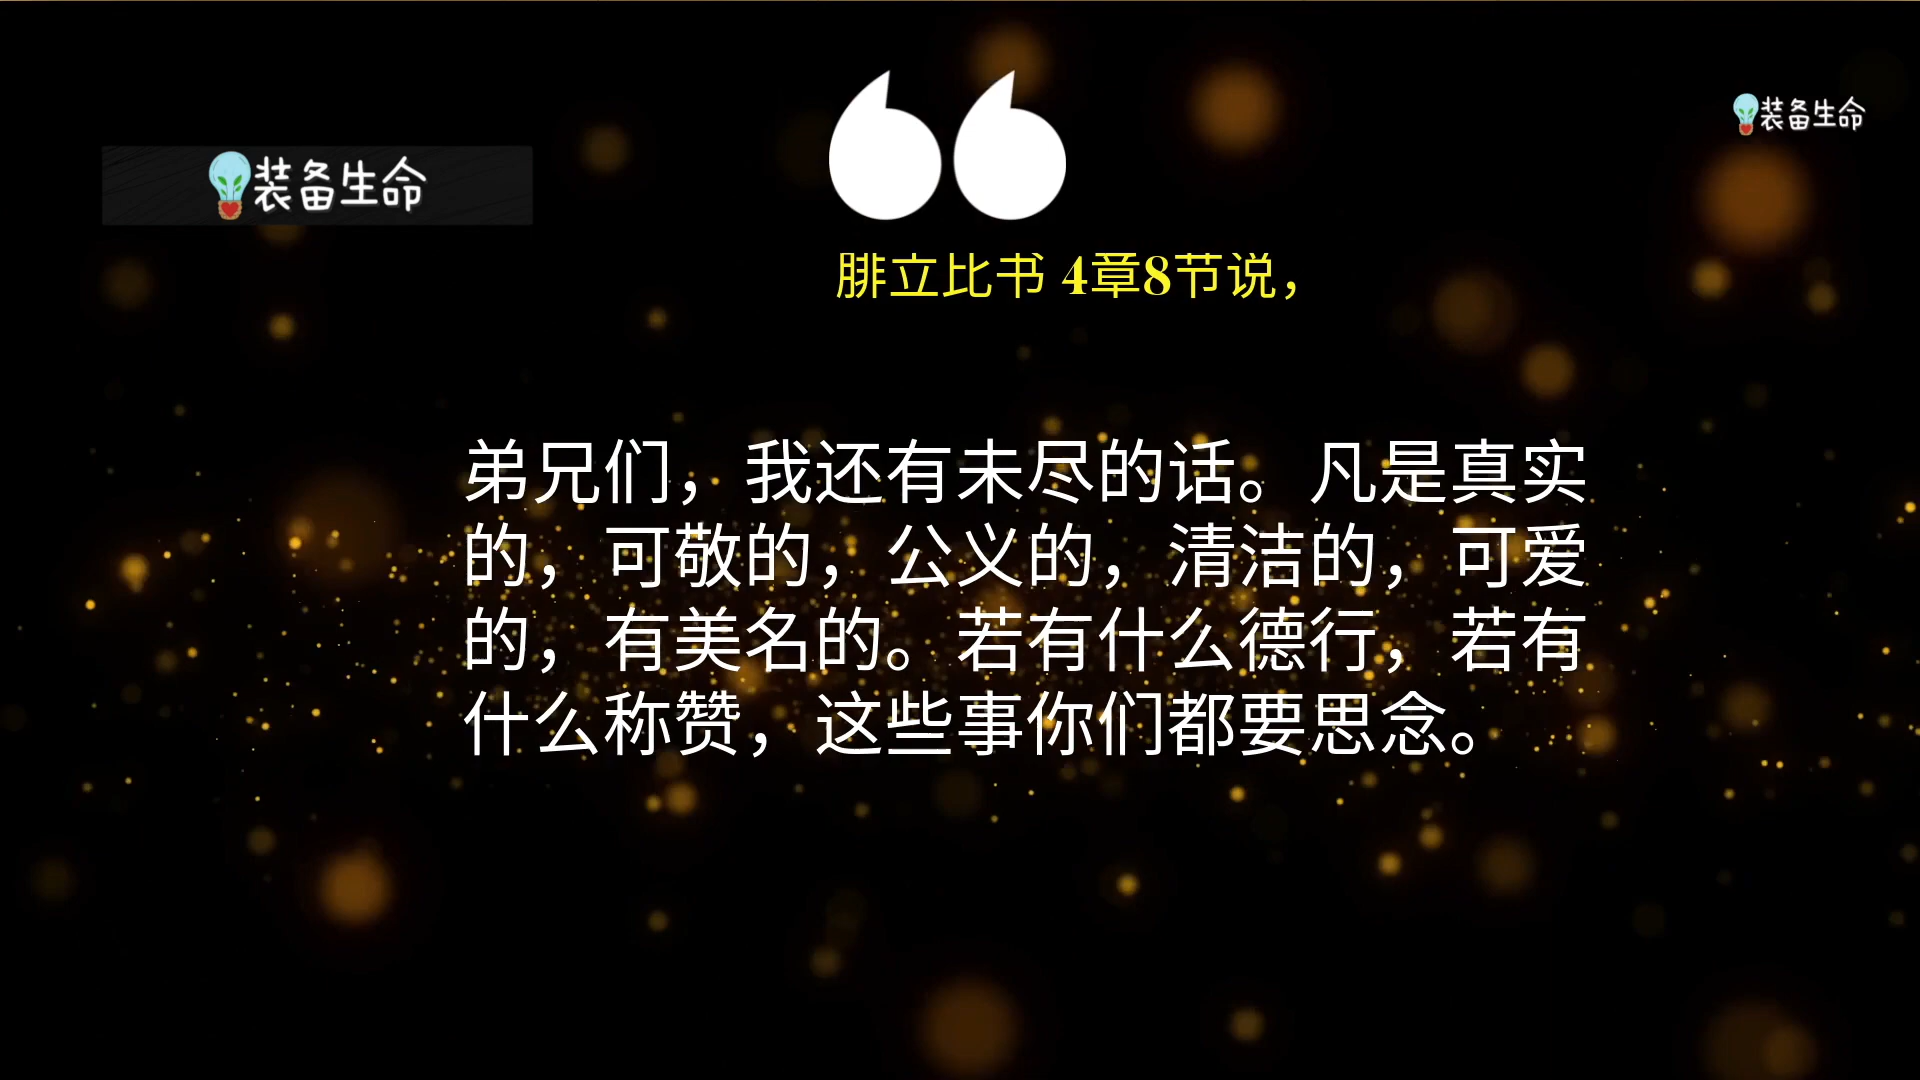 装备生命
装备生命
腓立比书 4章8节说，
弟兄们，我还有未尽的话。凡是真实
的，可敬的，公义的，清洁的，可爱
的，有美名的。若有什么德行，若有
什么称赞，这些事你们都要思念。